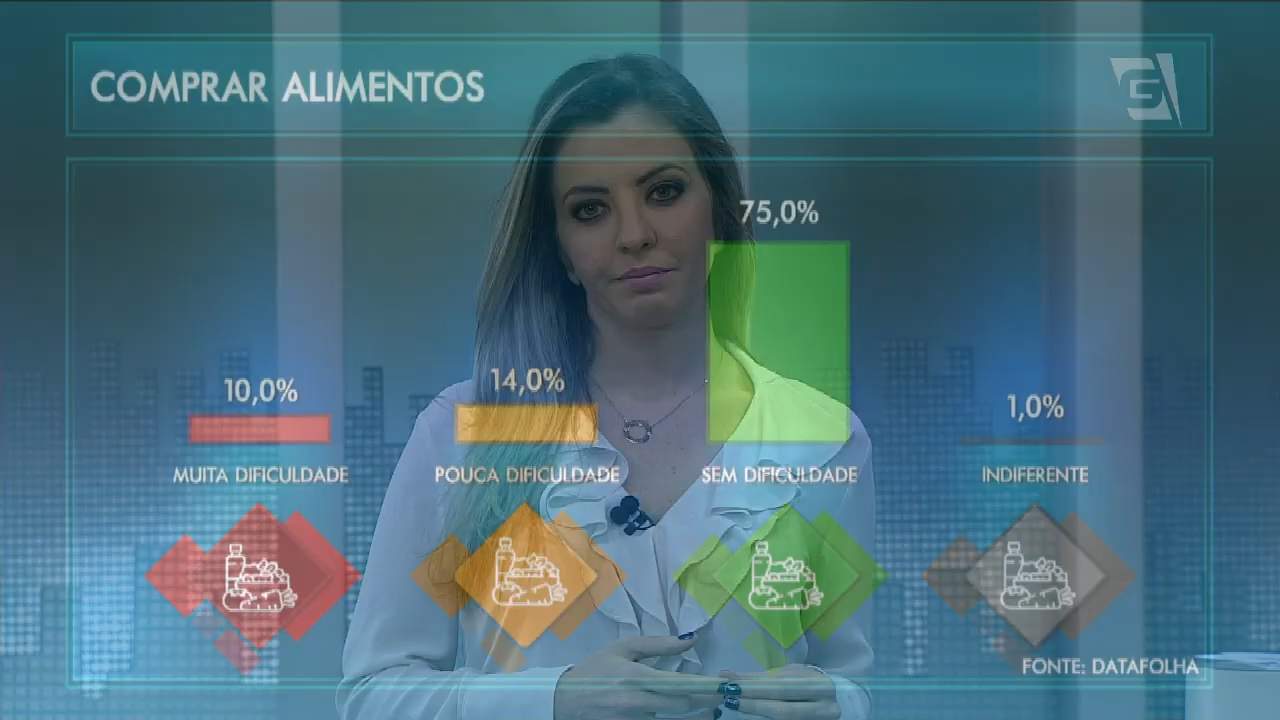 COMPRAR ALIMENTOS
75,0%
14,0%
10,0%
1,0%
MUITA DIFICULDADE
POUCA DIFICULDADE
SEM DIFICULDADE
INDIFERENTE
FONTE: DATAFOLHA